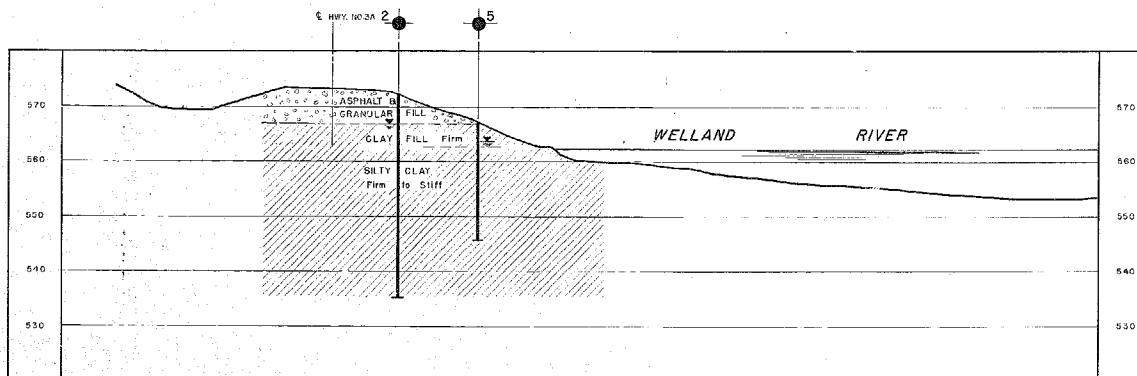 ℄ HWY. NO.3A 2 5
570 ASPHALT & 570
GRANULAR FILL
CLAY FILL Firm WELLAND RIVER
560 560
SILTY CLAY
Firm to Stiff
550 550
540 540
530 530